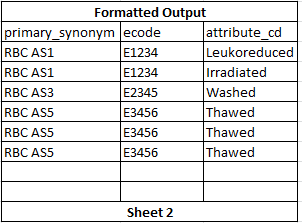 Formatted Output
primary_synonym ecode attribute_cd
RBC AS1 E1234 Leukoreduced
RBC AS1 E1234 Irradiated
RBC AS3 E2345 Washed
RBC AS5 E3456 Thawed
RBC AS5 E3456 Thawed
RBC AS5 E3456 Thawed
Sheet 2